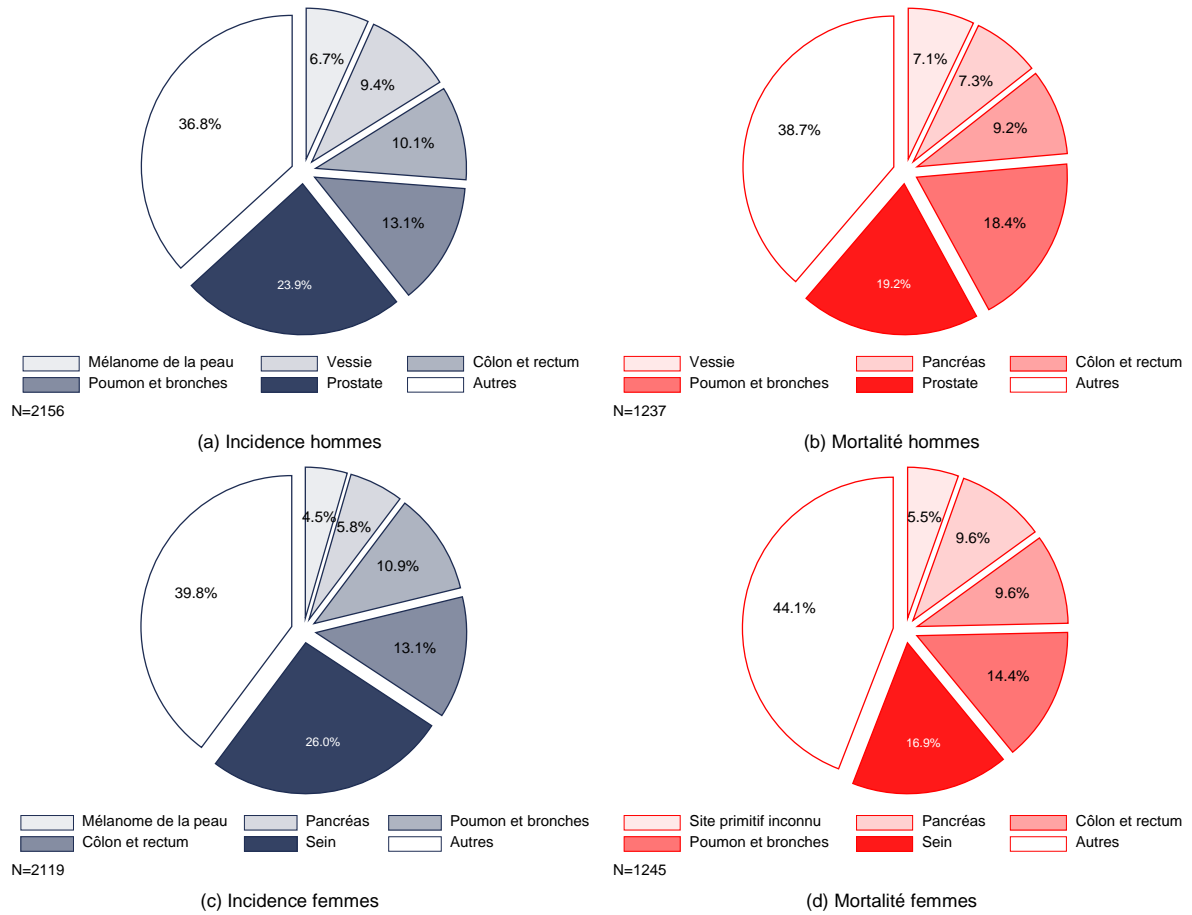 6.7%
9.4%
36.8%
10.1%
13.1%
23.9%
Mélanome de la peau Vessie Côlon et rectum
Poumon et bronches Prostate Autres
N=2156
(a) Incidence hommes
7.1%
7.3%
38.7%
9.2%
18.4%
19.2%
Vessie Pancréas Côlon et rectum
Poumon et bronches Prostate Autres
N=1237
(b) Mortalité hommes
4.5%
5.8%
10.9%
39.8%
13.1%
26.0%
Mélanome de la peau Pancréas Poumon et bronches
Côlon et rectum Sein Autres
N=2119
(c) Incidence femmes
5.5%
9.6%
9.6%
44.1%
14.4%
16.9%
Site primitif inconnu Pancréas Côlon et rectum
Poumon et bronches Sein Autres
N=1245
(d) Mortalité femmes